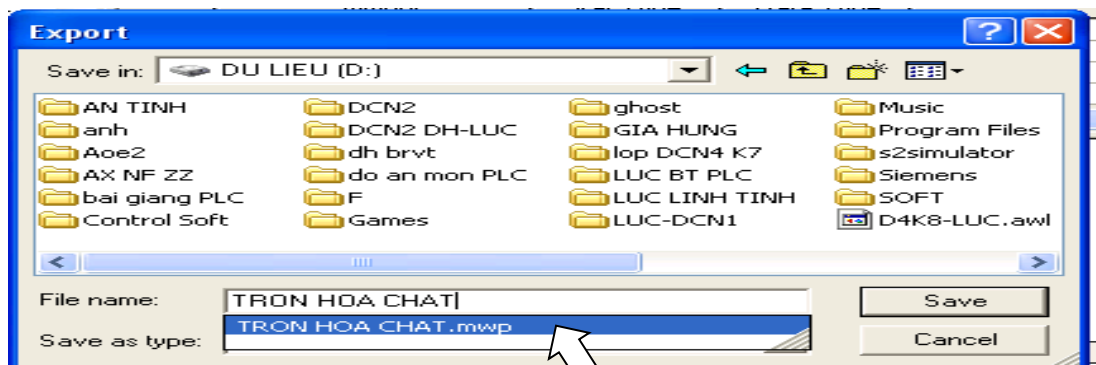 Export
Save in: DU LIEU (D:)
AN TINH DCN2 ghost Music
anh DCN2 DH-LUC GIA HUNG Program Files
Aoe2 dh brvt lop DCN4 K7 s2simulator
AX NF ZZ do an mon PLC LUC BT PLC Siemens
bai giang PLC F LUC LINH TINH SOFT
Control Soft Games LUC-DCN1 D4K8-LUC.awl
File name: TRON HOA CHAT Save
TRON HOA CHAT.mwp
Save as type: Cancel